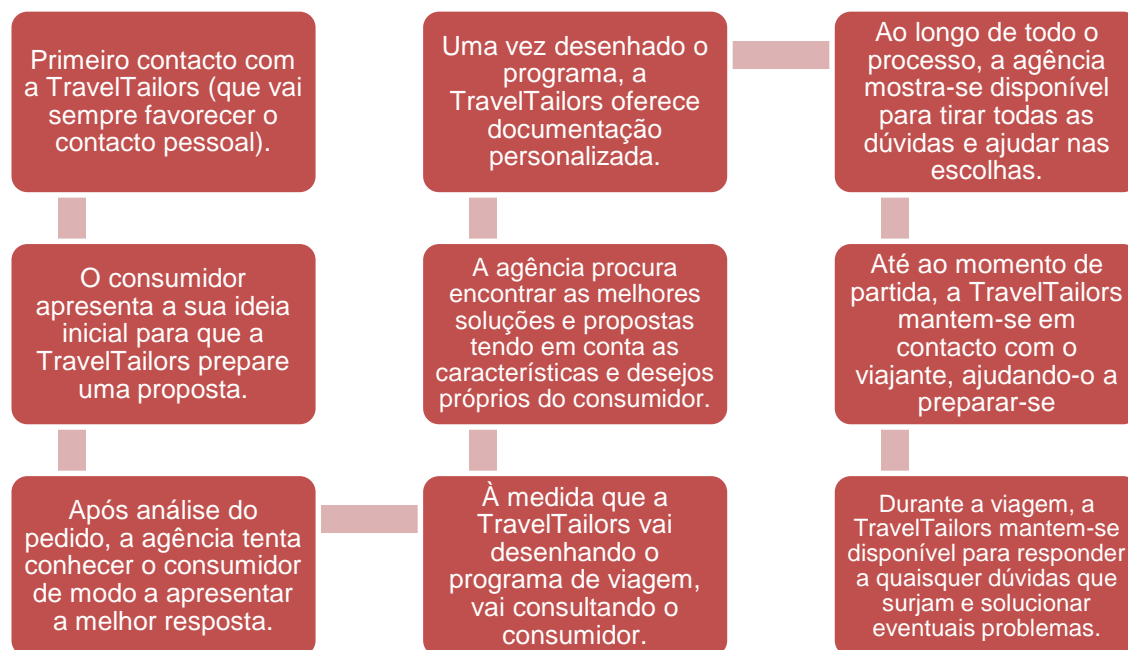 Primeiro contacto com
a TravelTailors (que vai
sempre favorecer o
contacto pessoal).
O consumidor
apresenta a sua ideia
inicial para que a
TravelTailors prepare
uma proposta.
Após análise do
pedido, a agência tenta
conhecer o consumidor
de modo a apresentar
a melhor resposta.
À medida que a
TravelTailors vai
desenhando o
programa de viagem,
vai consultando o
consumidor.
A agência procura
encontrar as melhores
soluções e propostas
tendo em conta as
características e desejos
próprios do consumidor.
Uma vez desenhado o
programa, a
TravelTailors oferece
documentação
personalizada.
Ao longo de todo o
processo, a agência
mostra-se disponível
para tirar todas as
dúvidas e ajudar nas
escolhas.
Até ao momento de
partida, a TravelTailors
mantem-se em
contacto com o
viajante, ajudando-o a
preparar-se
Durante a viagem, a
TravelTailors mantem-se
disponível para responder
a quaisquer dúvidas que
surjam e solucionar
eventuais problemas.